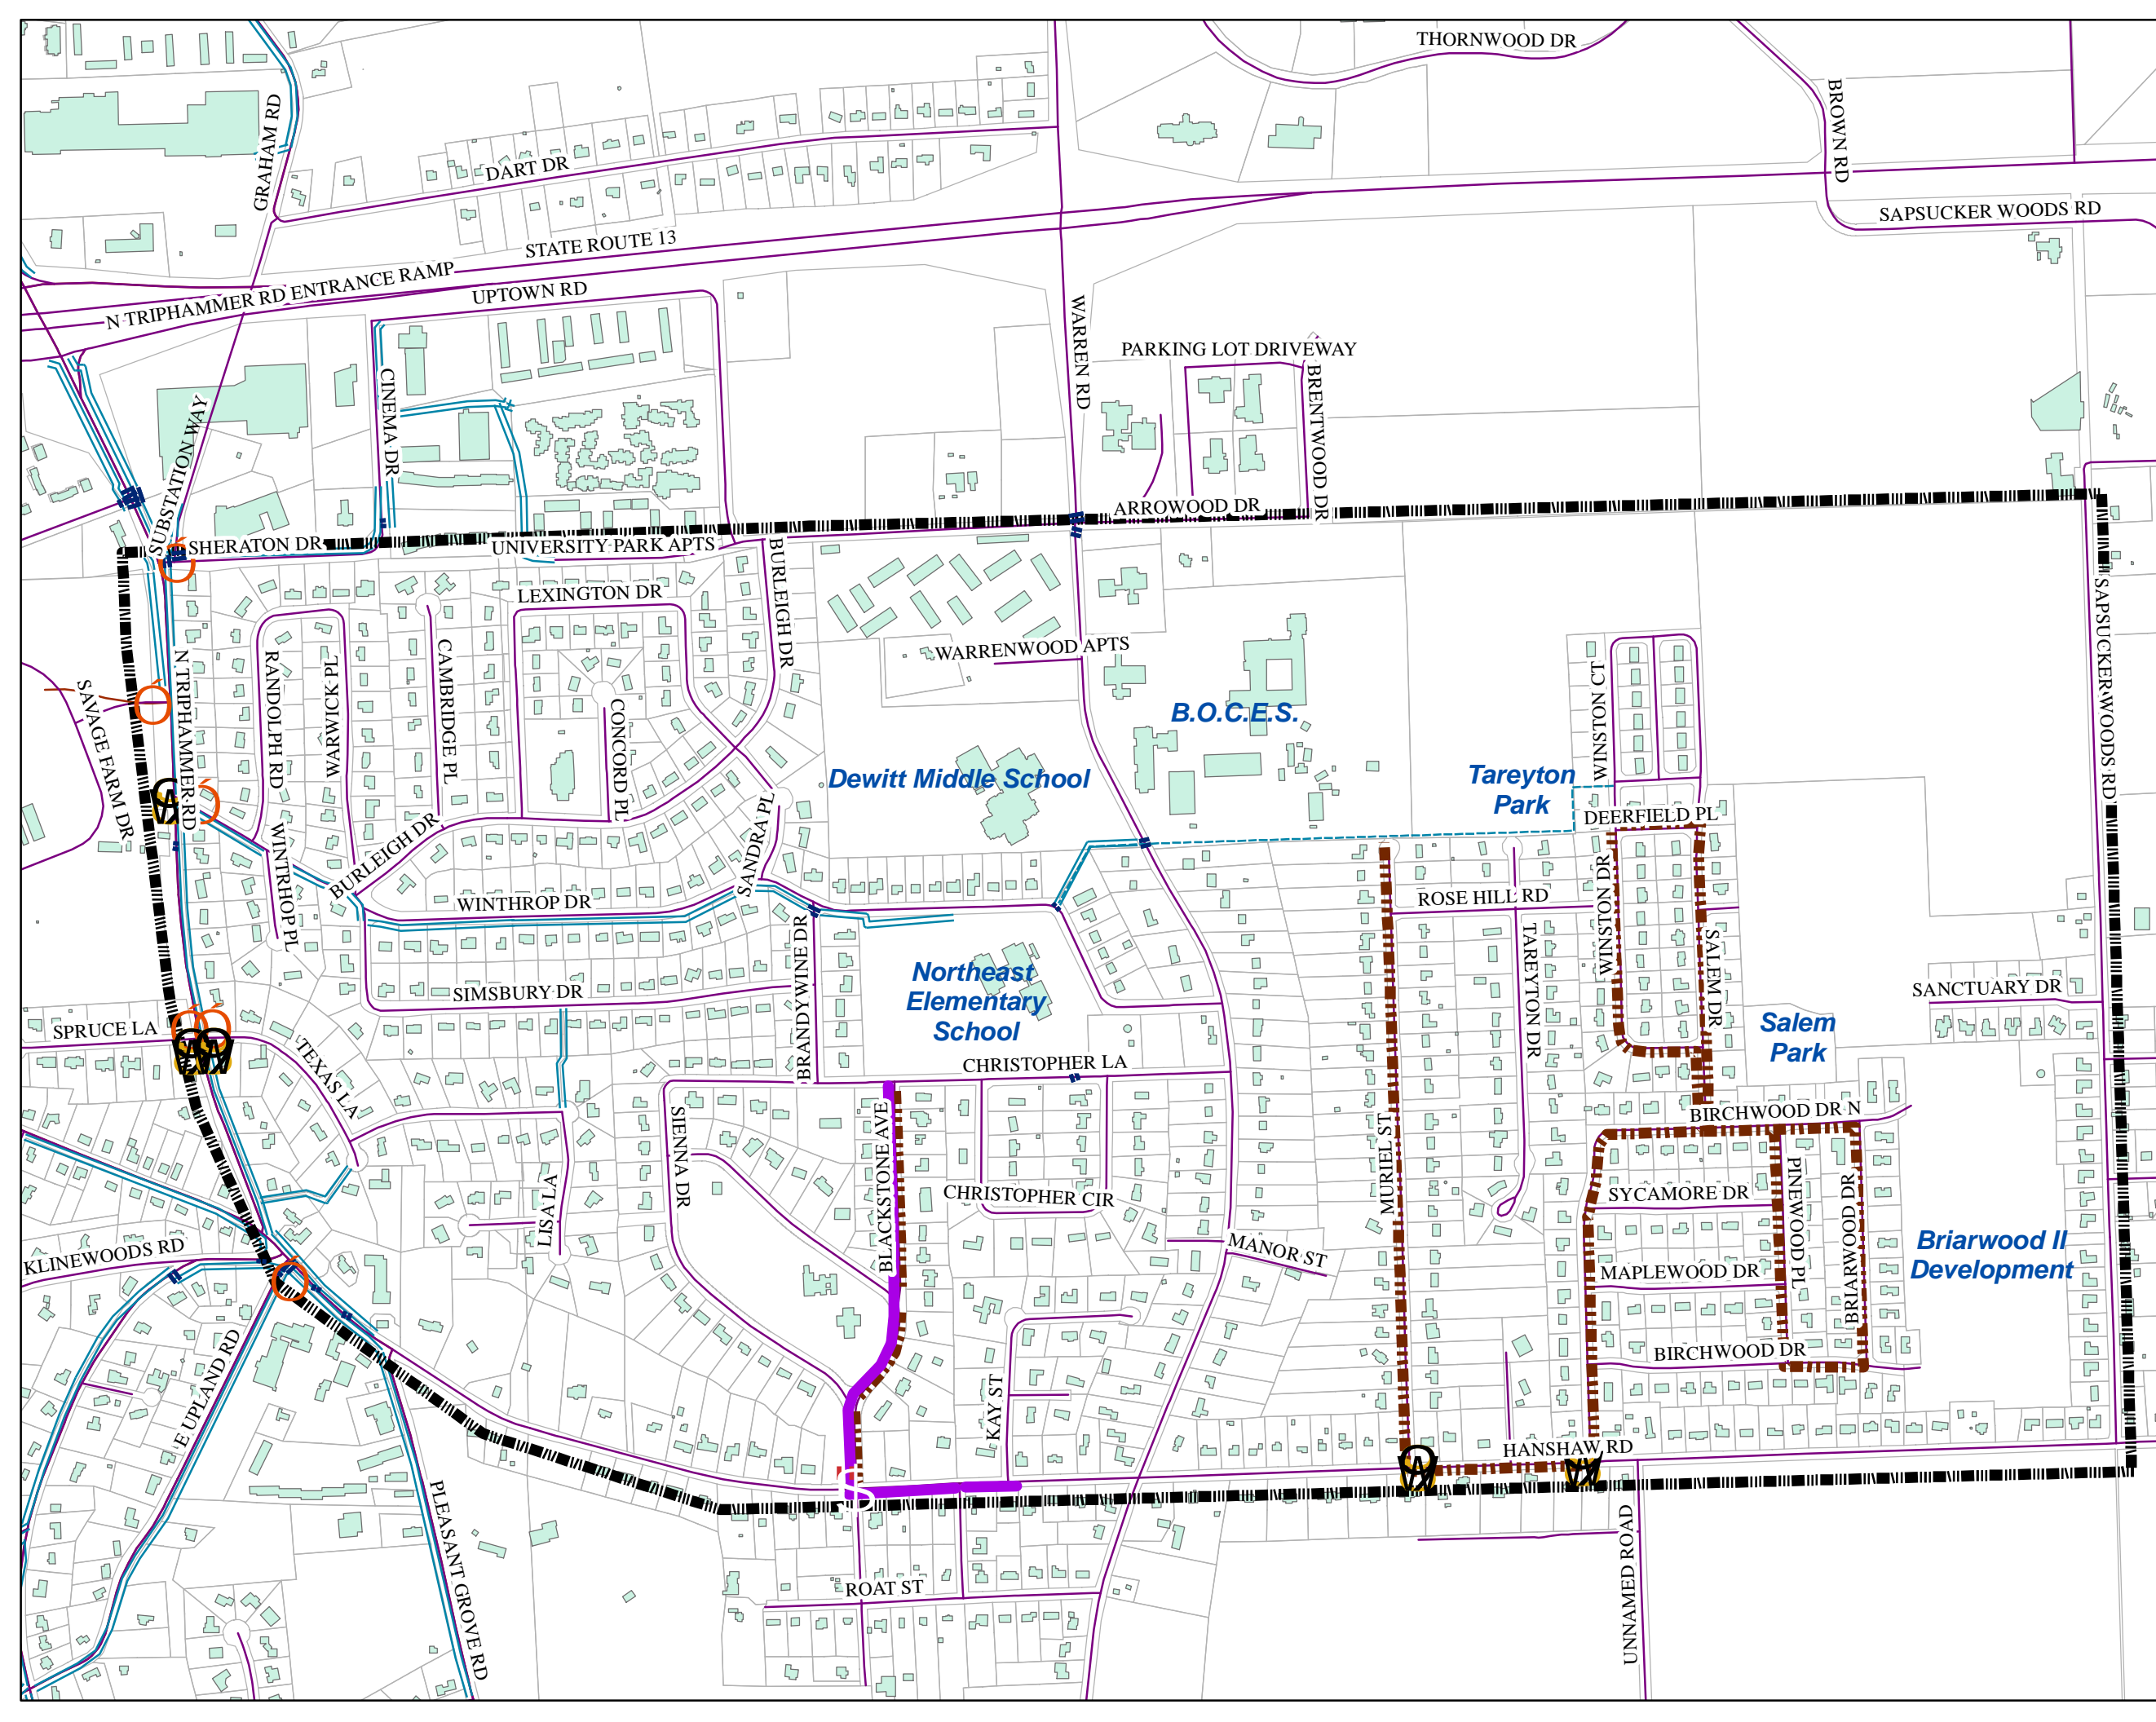 THORNWOOD DR
BROWN RD
GRAHAM RD
DART DR
SAPSUCKER WOODS RD
STATE ROUTE 13
N TRIPHAMMER RD ENTRANCE RAMP
UPTOWN RD
WARREN RD
PARKING LOT DRIVEWAY
BRENTWOOD DR
CINEMA DR
SUBSTATION WAY
ARROWOOD DR
SHERATON DR
UNIVERSITY PARK APTS
BURLEIGH DR
LEXINGTON DR
SAPSUCKERWOODS RD
WARRENWOOD APTS
N TRIPHAMMER RD
RANDOLPH RD
WARWICK PL
CAMBRIDGE PL
CONCORD PL
WINSTON CT
SAVAGE FARM DR
B.O.C.E.S.
Dewitt Middle School
Tareyton
Park
DEERFIELD PL
SANDRA PL
BURLEIGH DR
WINTRHOP PL
WINTHROP DR
ROSE HILL RD
WINSTON DR
TAREYTON DR
SALEM DR
BRANDYWINE DR
Northeast
Elementary
School
SIMSBURY DR
SANCTUARY DR
SPRUCE LA
TEXAS LA
Salem
Park
CHRISTOPHER LA
BIRCHWOOD DR N
SIENNA DR
BLACKSTONE AVE
MURIEL ST
PINEWOOD PL
BRIARWOOD DR
CHRISTOPHER CIR
SYCAMORE DR
LISA LA
KLINEWOODS RD
MANOR ST
Briarwood II
Development
MAPLEWOOD DR
BIRCHWOOD DR
E UPLAND RD
KAY ST
HANSHAW RD
PLEASANT GROVE RD
UNNAMED ROAD
ROAT ST